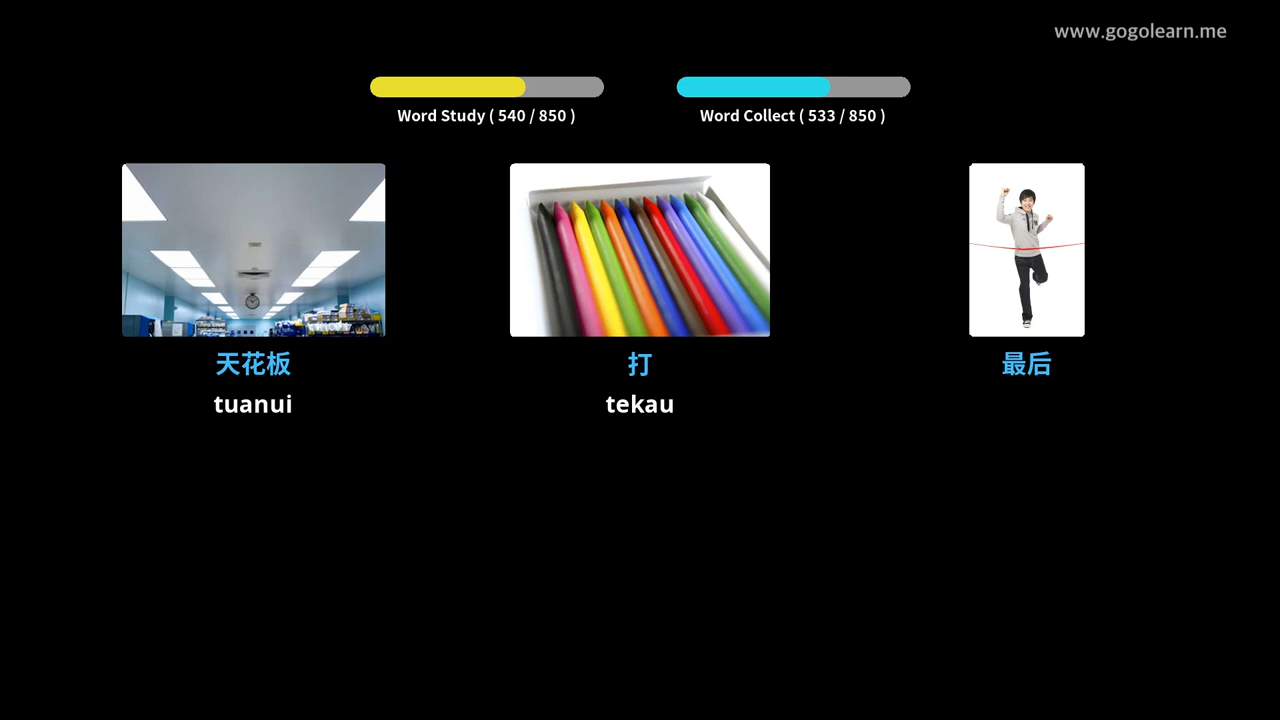 www.gogolearn.me
Word Study ( 540 / 850 )
Word Collect ( 533 / 850 )
天花板
打
最后
tuanui
tekau